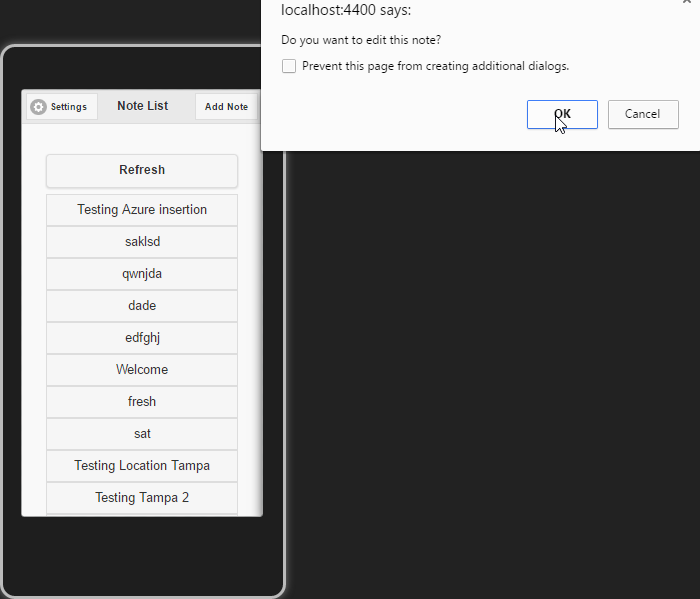 localhost:4400 says:
Do you want to edit this note?
Prevent this page from creating additional dialogs.
OK
Cancel
Settings
Note List
Add Note
Refresh
Testing Azure insertion
saklsd
qwnjda
dade
edfghj
Welcome
fresh
sat
Testing Location Tampa
Testing Tampa 2